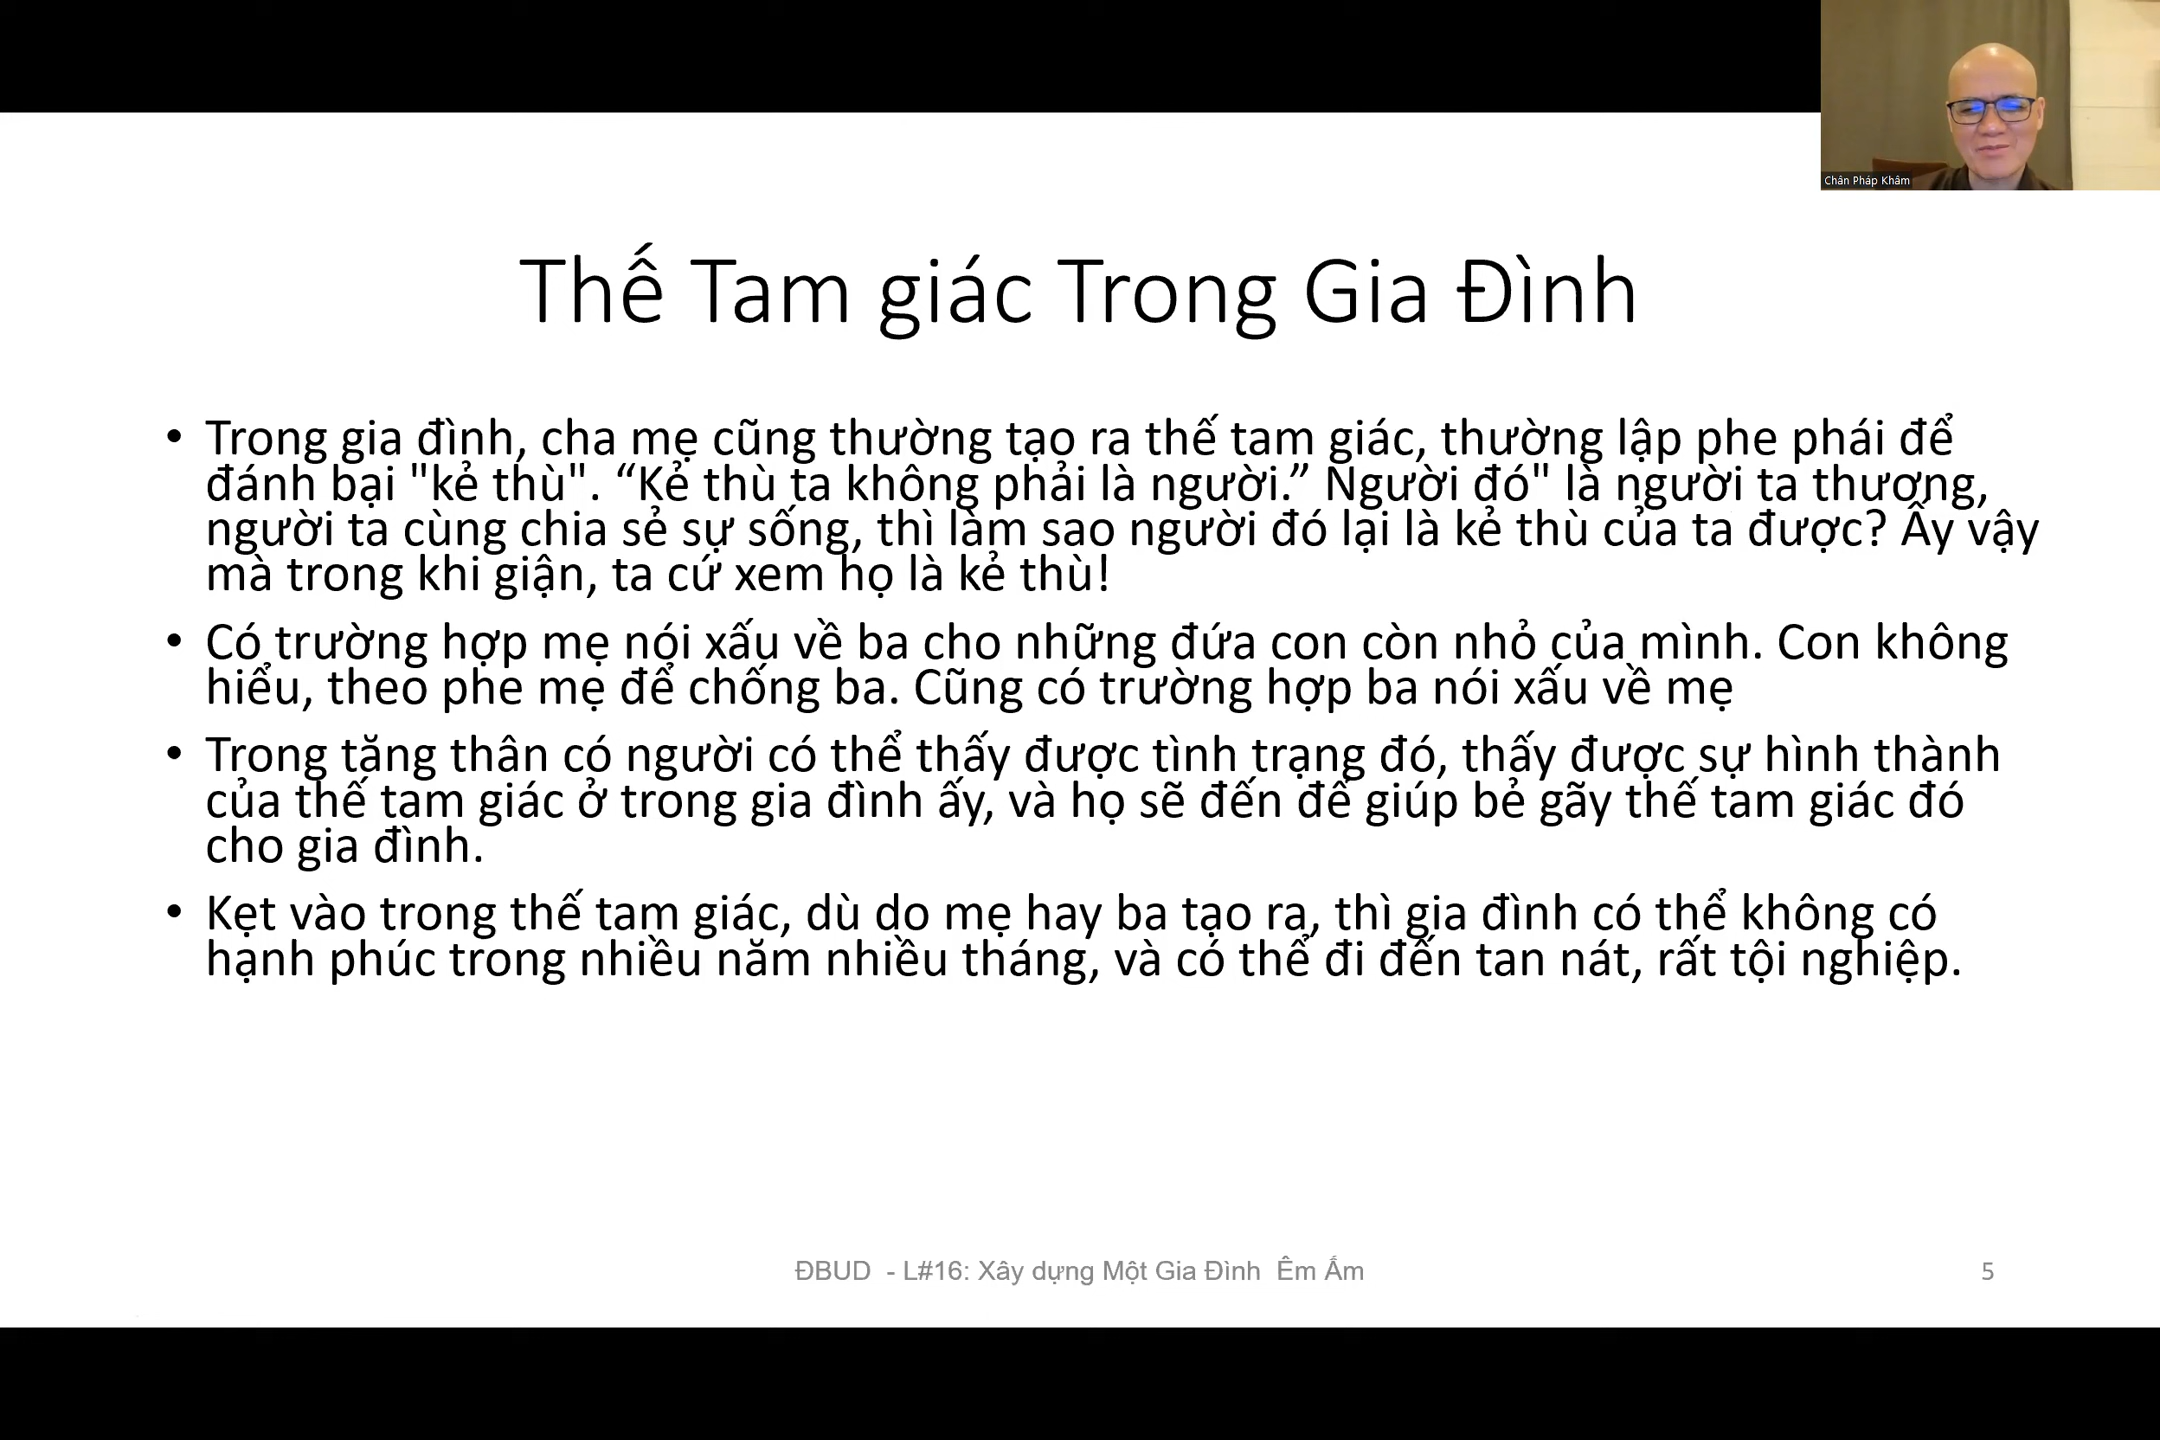 Chân Pháp Khâm
Thế Tam giác Trong Gia Đình
• Trong gia đình, cha mẹ cũng thường tạo ra thế tam giác, thường lập phe phái để
đánh bại "kẻ thù". “Kẻ thù ta không phải là người.” Người đó" là người ta thương,
người ta cùng chia sẻ sự sống, thì làm sao người đó lại là kẻ thù của ta được? Ấy vậy
mà trong khi giận, ta cứ xem họ là kẻ thù!
• Có trường hợp mẹ nói xấu về ba cho những đứa con còn nhỏ của mình. Con không
hiểu, theo phe mẹ để chống ba. Cũng có trường hợp ba nói xấu về mẹ
• Trong tăng thân có người có thể thấy được tình trạng đó, thấy được sự hình thành
của thế tam giác ở trong gia đình ấy, và họ sẽ đến để giúp bẻ gãy thế tam giác đó
cho gia đình.
• Kẹt vào trong thế tam giác, dù do mẹ hay ba tạo ra, thì gia đình có thể không có
hạnh phúc trong nhiều năm nhiều tháng, và có thể đi đến tan nát, rất tội nghiệp.
ĐBUD - L#16: Xây dựng Một Gia Đình Êm Ấm
5